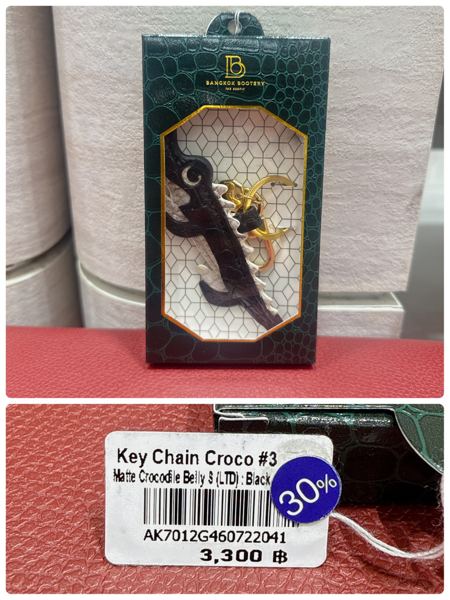 B
BANGKOK BOOTERY
Key Chain Croco #3
Matte Crocodile Belly S (LTD) : Black
30%
AK7012G460722041
3,300 ฿